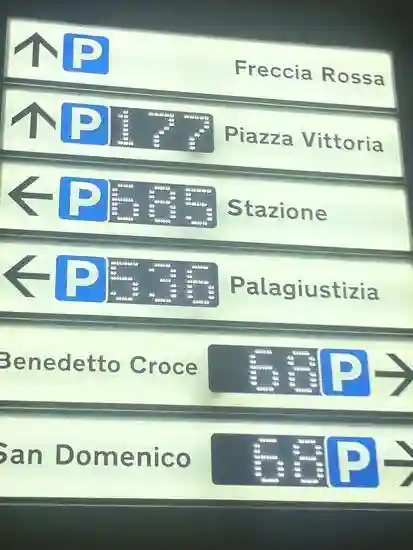 P Freccia Rossa
P 177 Piazza Vittoria
P 685 Stazione
P 536 Palagiustizia
Benedetto Croce 68 P
San Domenico 68 P